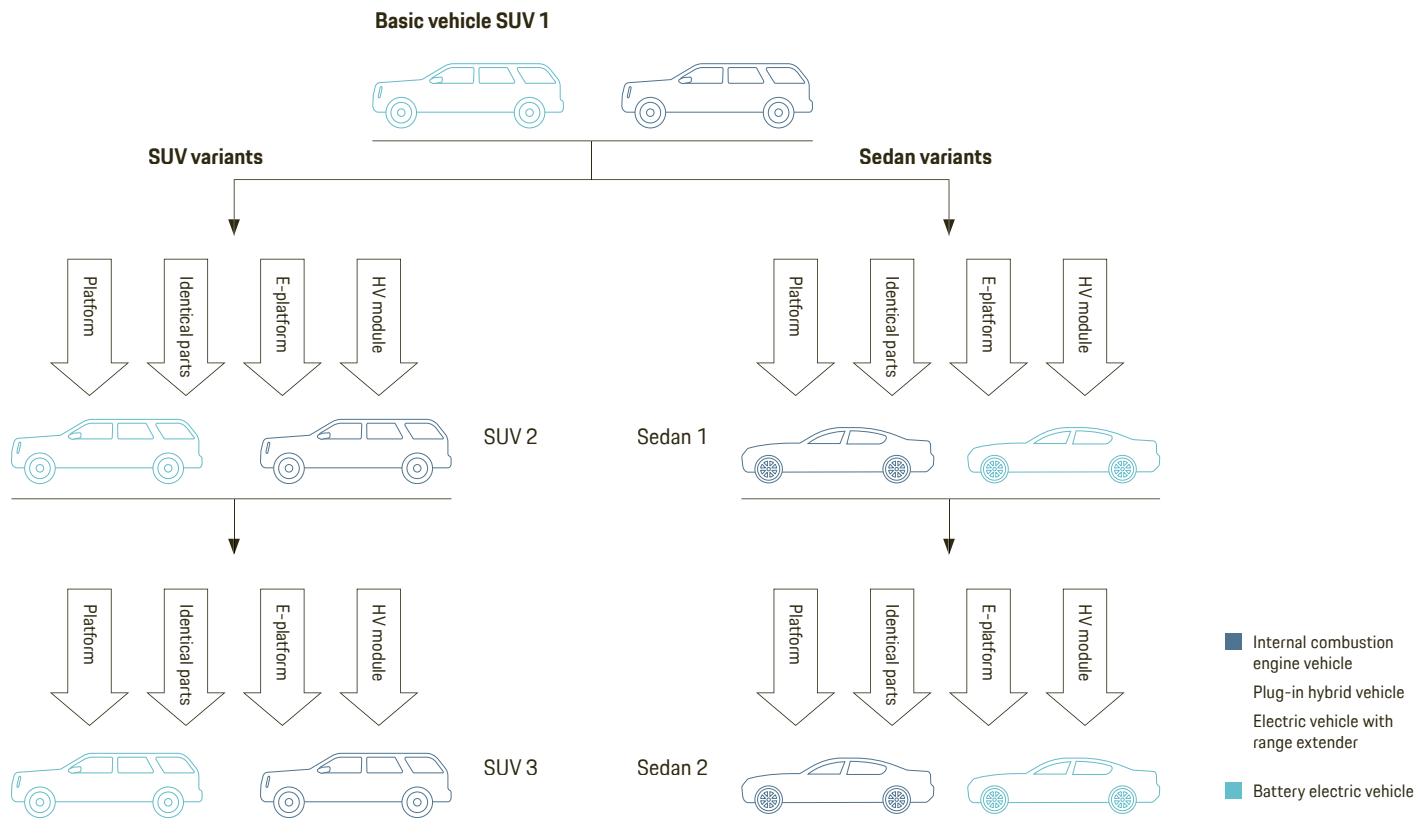 Basic vehicle SUV 1
SUV variants
Sedan variants
Platform
Identical parts
E-platform
HV module
Platform
Identical parts
E-platform
HV module
SUV 2
Sedan 1
Platform
Identical parts
E-platform
HV module
Platform
Identical parts
E-platform
HV module
SUV 3
Sedan 2
Internal combustion
engine vehicle
Plug-in hybrid vehicle
Electric vehicle with
range extender
Battery electric vehicle